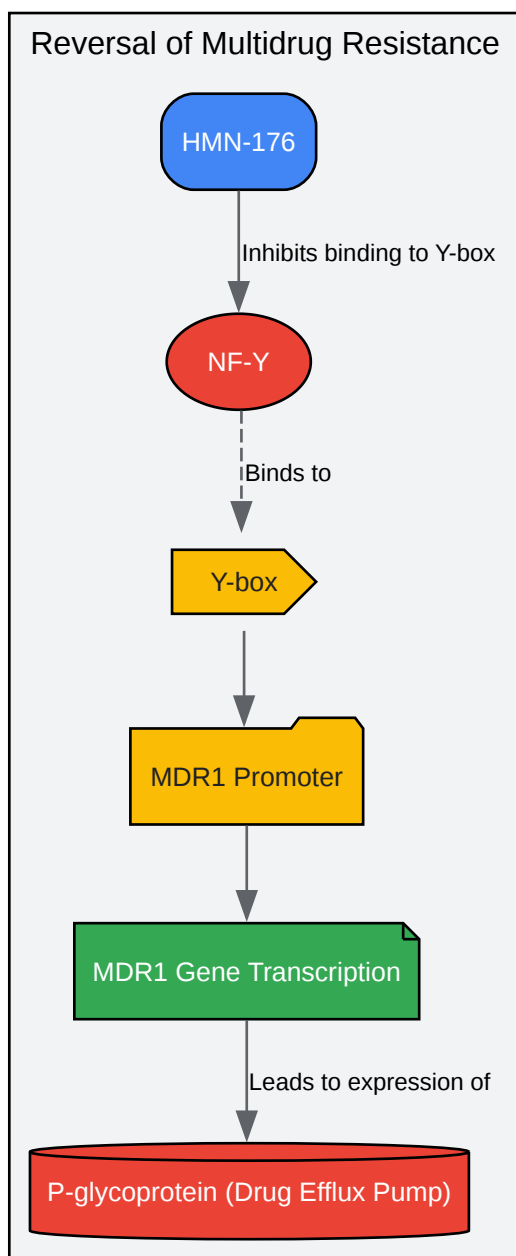 Reversal of Multidrug Resistance
HMN-176
Inhibits binding to Y-box
NF-Y
Binds to
Y-box
MDR1 Promoter
MDR1 Gene Transcription
Leads to expression of
P-glycoprotein (Drug Efflux Pump)